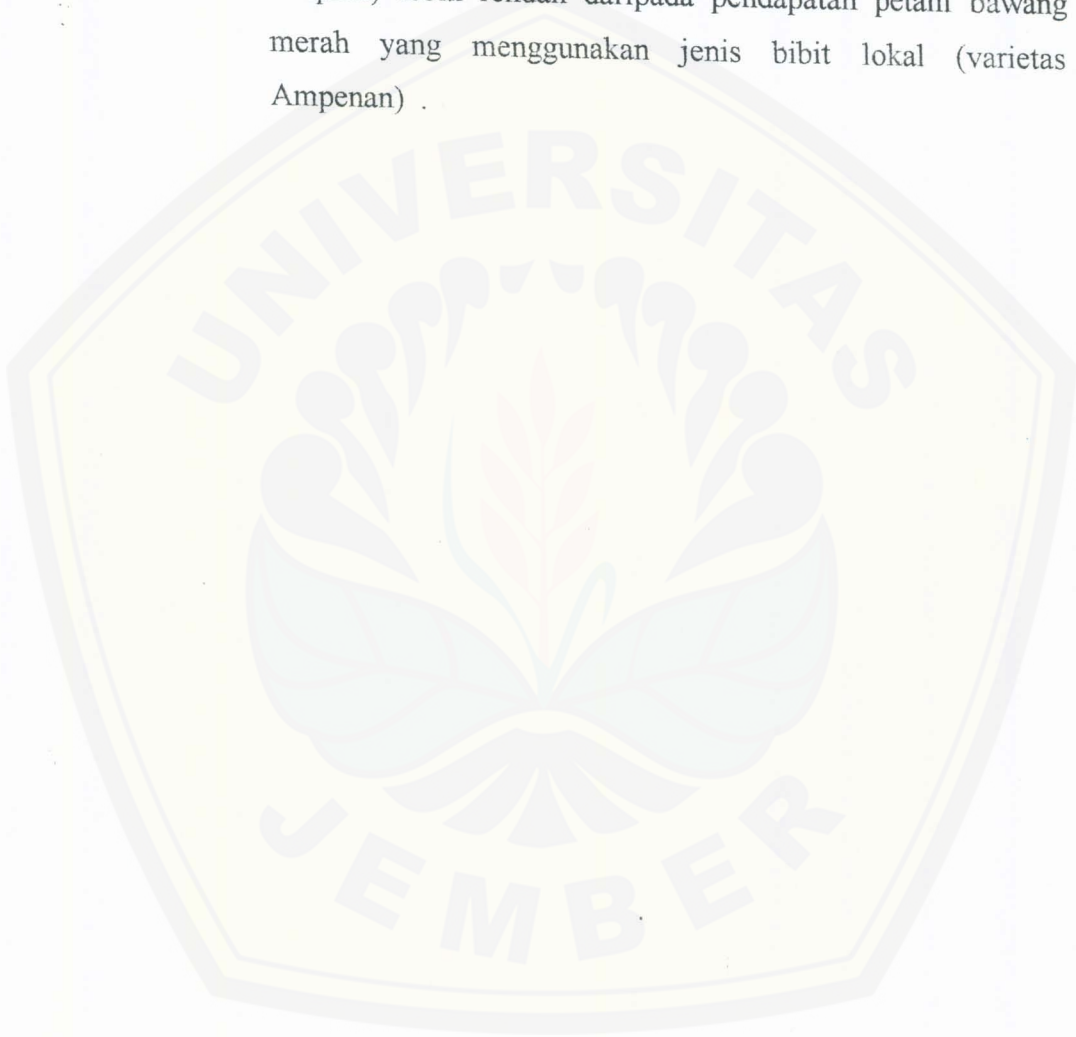 lebih rendah daripada pendapatan petani bawang
merah yang menggunakan jenis bibit lokal (varietas
Ampenan) .
UNIVERSITAS
JEMBER